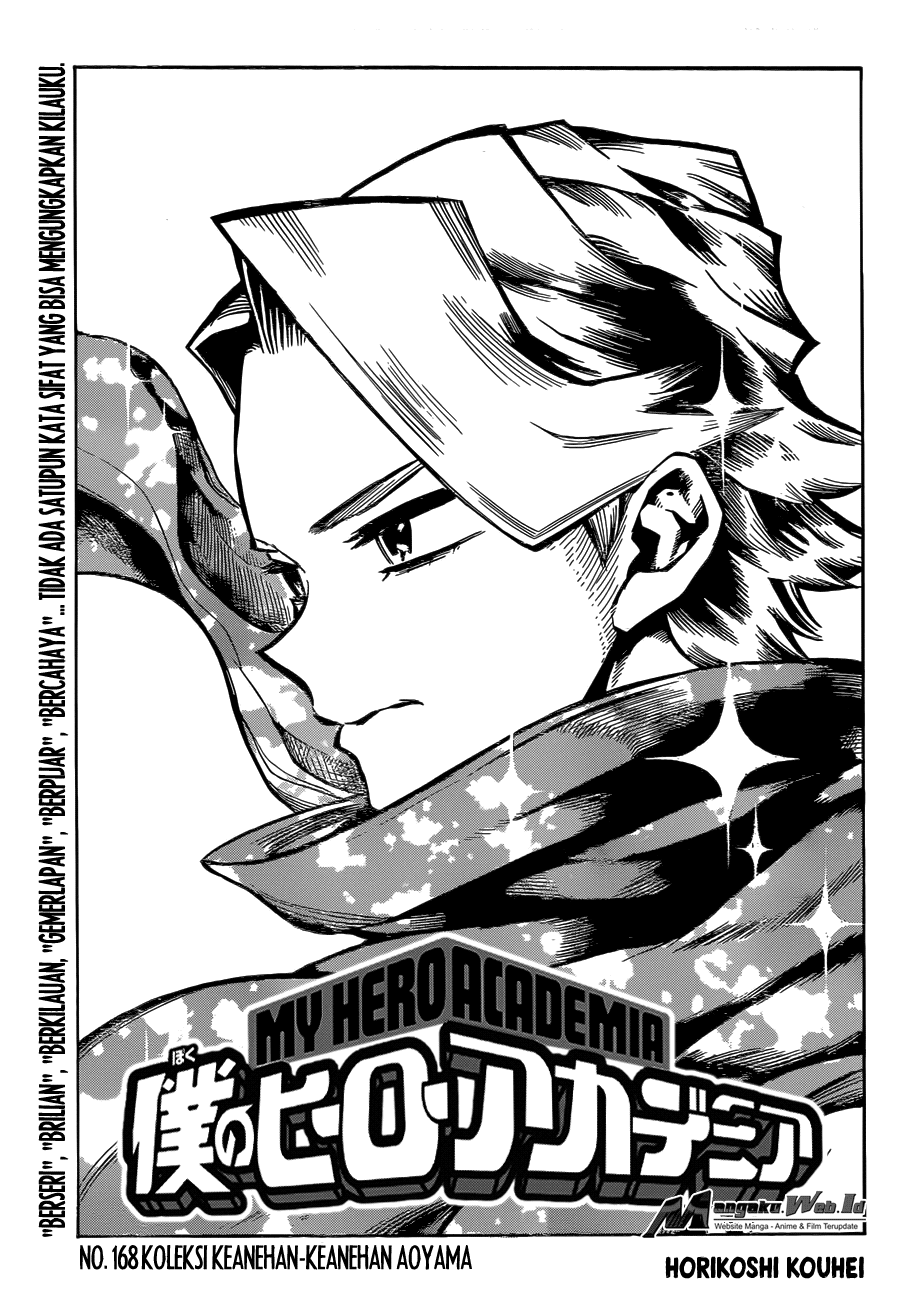 "BERSERI", "BRILIAN", "BERKILAUAN, "GEMERLAPAN", "BERPIJAR", "BERCAHAYA"... TIDAK ADA SATUPUN KATA SIFAT YANG BISA MENGUNGKAPKAN KILAUKU.
MY HERO ACADEMIA
ぼく
僕のヒーローアカデミア
Mangaku.Web.Id
Website Manga - Anime & Film Terupdate
NO. 168 KOLEKSI KEANEHAN-KEANEHAN AOYAMA
HORIKOSHI KOUHEI